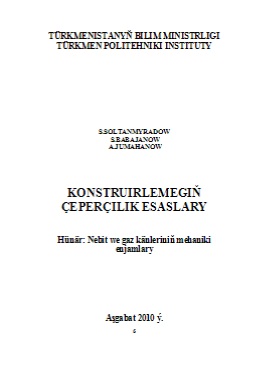 TÜRKMENISTANYŇ BILIM MINISTRLIGI
TÜRKMEN POLITEHNIKI INSTITUTY
S.SOLTANMYRADOW
S.BABAJANOW
A.JUMAHANOW
KONSTRUIRLEMEGIŇ
ÇEPERÇILIK ESASLARY
Hünär: Nebit we gaz känleriniň mehaniki
enjamlary
Aşgabat 2010 ý.